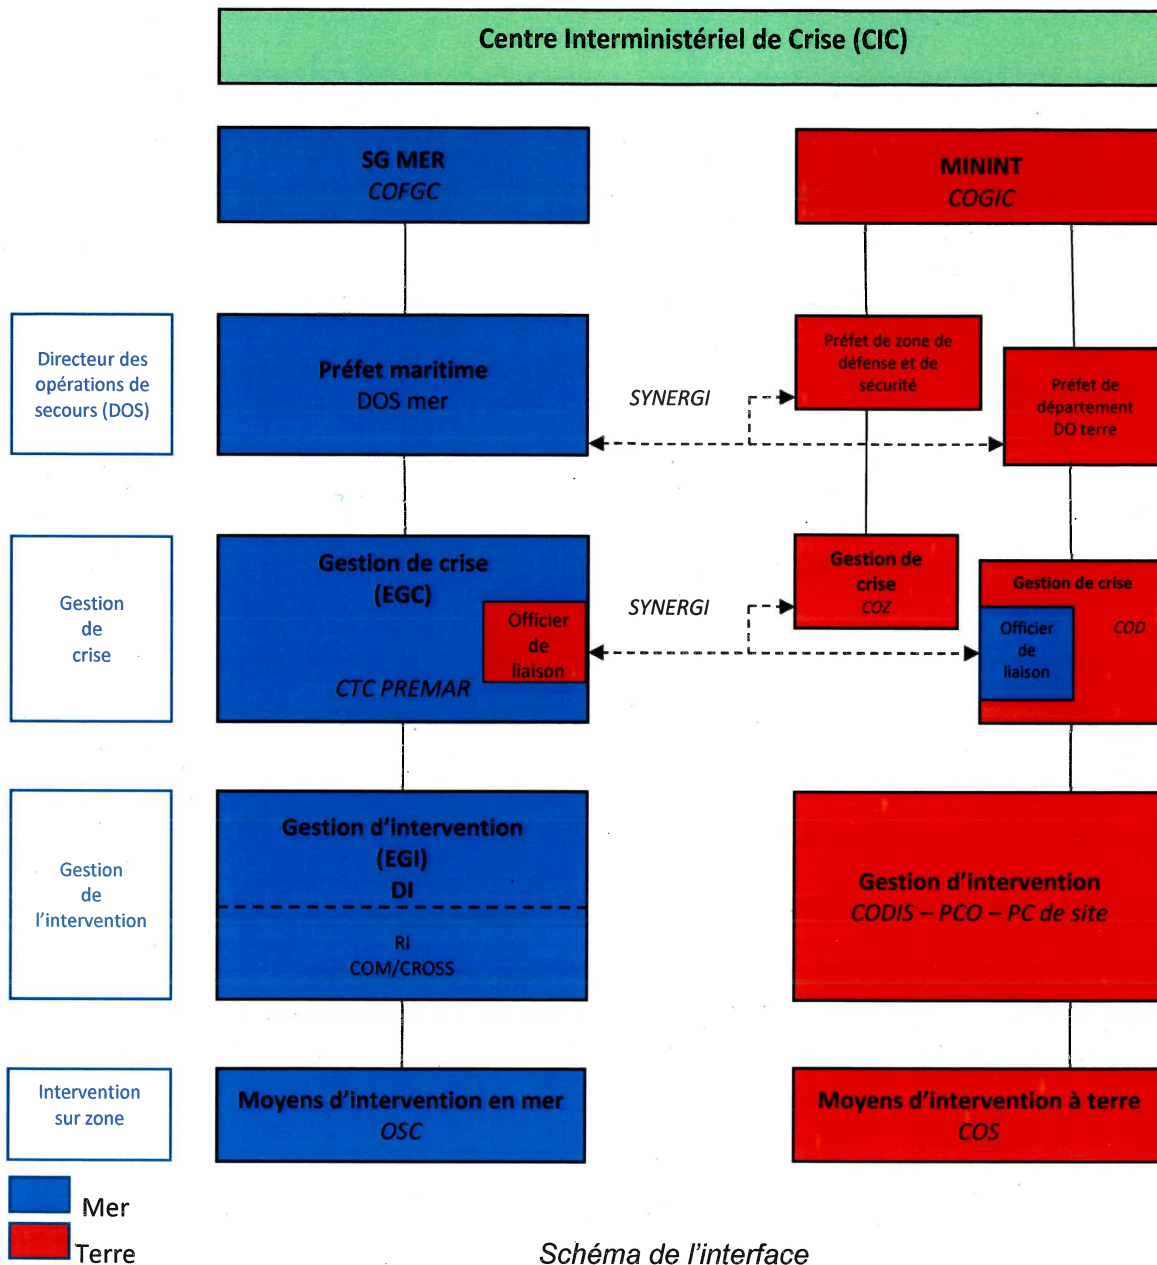 Centre Interministériel de Crise (CIC)
SG MER
COFGC
MININT
COGIC
Directeur des
opérations de
secours (DOS)
Préfet maritime
DOS mer
SYNERGI
Préfet de zone de
défense et de
sécurité
Préfet de
département
DO terre
Gestion
de
crise
Gestion de crise
(EGC)
Officier
de
liaison
CTC PREMAR
SYNERGI
Gestion de
crise
COZ
Gestion de crise
COD
Officier
de
liaison
Gestion
de
l'intervention
Gestion d'intervention
(EGI)
DI
RI
COM/CROSS
Gestion d'intervention
CODIS – PCO – PC de site
Intervention
sur zone
Moyens d'intervention en mer
OSC
Moyens d'intervention à terre
COS
Mer
Terre
Schéma de l'interface